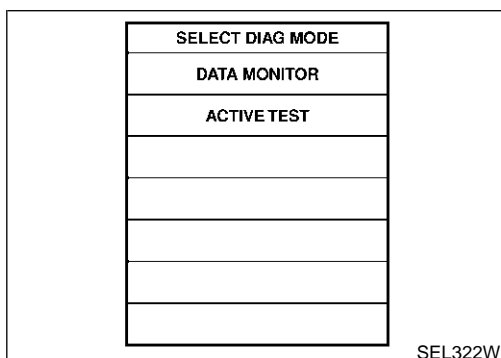 SELECT DIAG MODE
DATA MONITOR
ACTIVE TEST
SEL322W